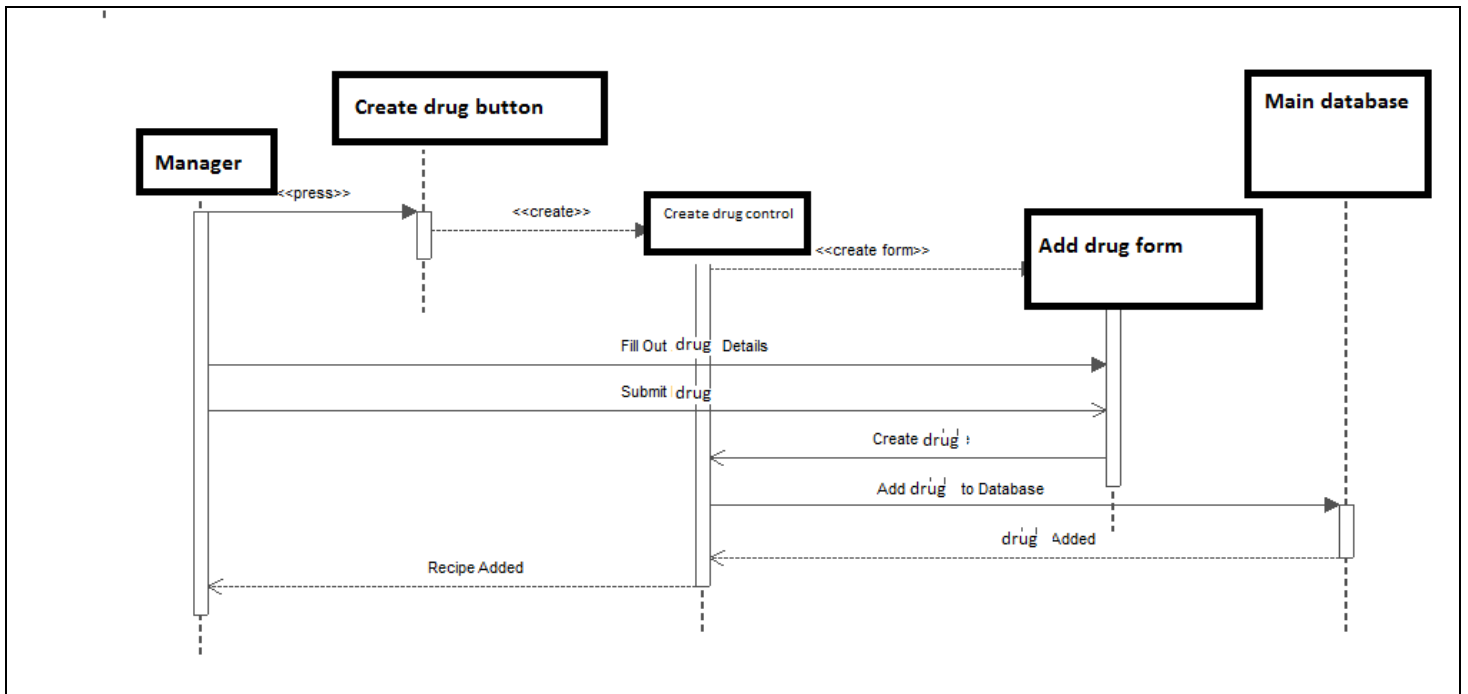 Create drug button
Main database
Manager
<<press>>
<<create>>
Create drug control
<<create form>>
Add drug form
Fill Out drug Details
Submit drug
Create drug
Add drug to Database
drug Added
Recipe Added